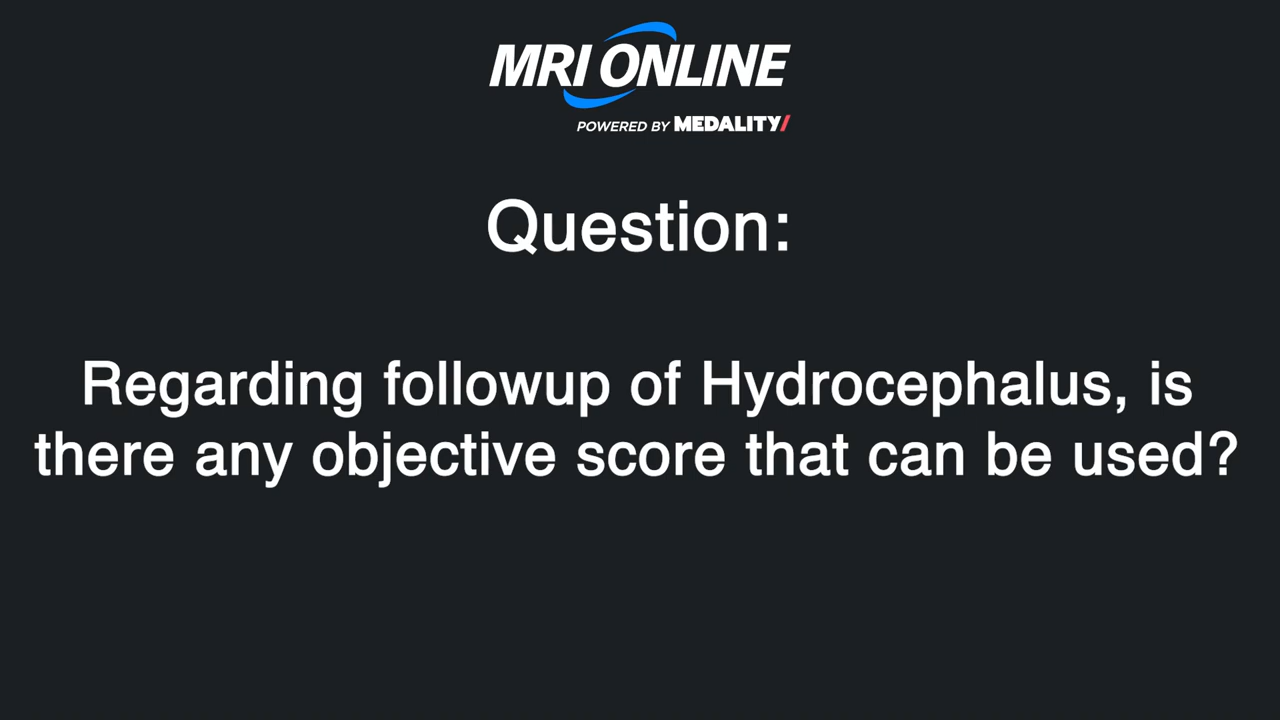 MRI ONLINE
POWERED BY MEDALITY/
Question:
Regarding followup of Hydrocephalus, is
there any objective score that can be used?